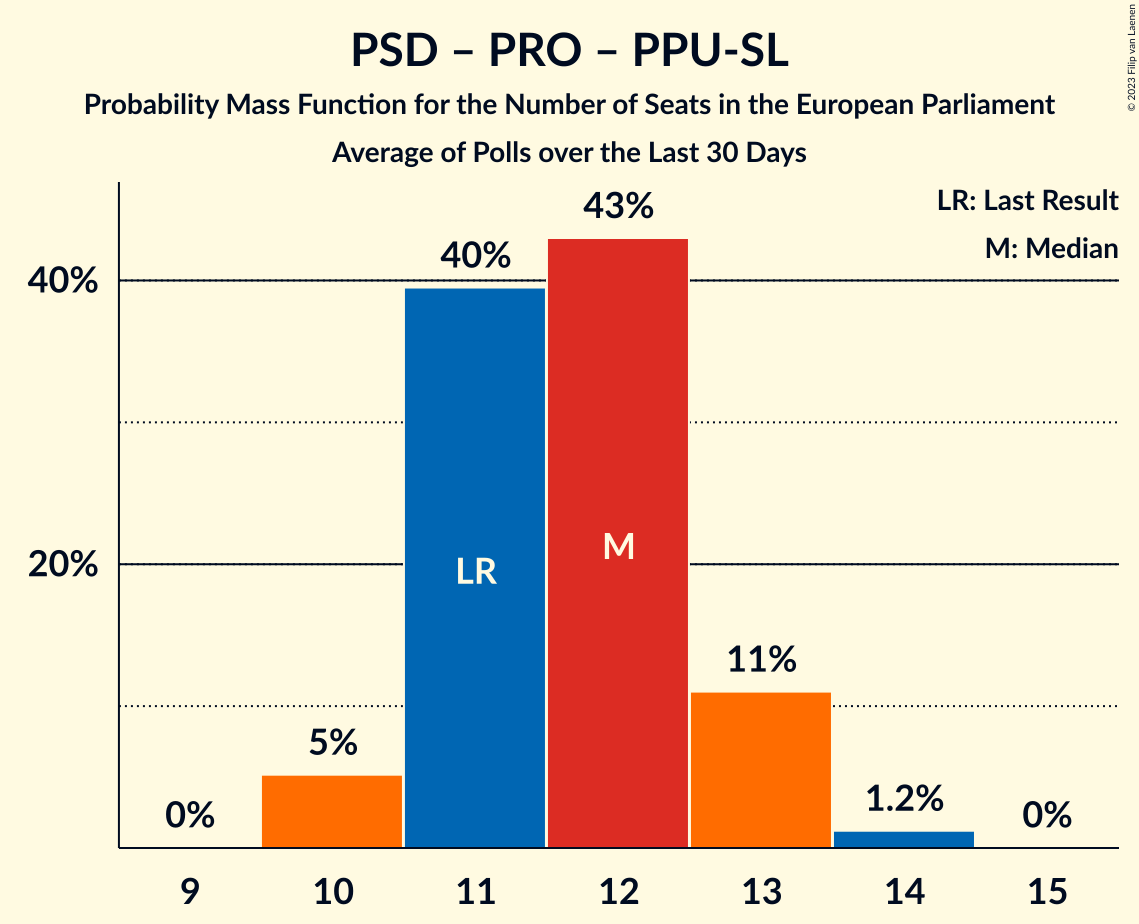 PSD – PRO – PPU-SL
Probability Mass Function for the Number of Seats in the European Parliament
Average of Polls over the Last 30 Days
© 2023 Filip van Laenen
LR: Last Result
M: Median
40%
20%
0%
5%
40%
43%
11%
1.2%
0%
LR
M
9 10 11 12 13 14 15